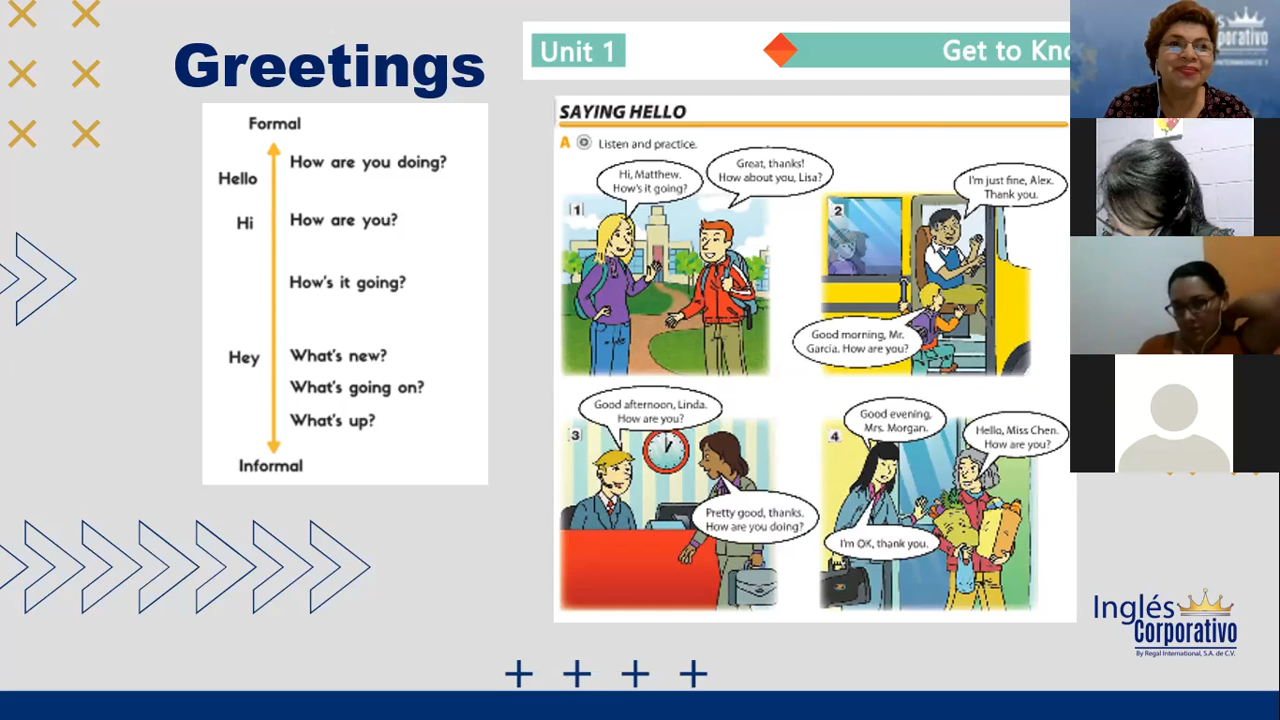 Greetings
Formal
How are you doing?
Hello
Hi
How are you?
How's it going?
Hey
What's new?
What's going on?
What's up?
Informal
Unit 1
Get to Kno
SAYING HELLO
A Listen and practice.
1
Hi, Matthew.
How's it going?
Great, thanks!
How about you, Lisa?
2
I'm just fine, Alex.
Thank you.
Good morning, Mr.
Garcia. How are you?
3
Good afternoon, Linda.
How are you?
Pretty good, thanks.
How are you doing?
4
Good evening,
Mrs. Morgan.
Hello, Miss Chen.
How are you?
I'm OK, thank you.
Inglés
Corporativo
By Regal International, S.A. de C.V.